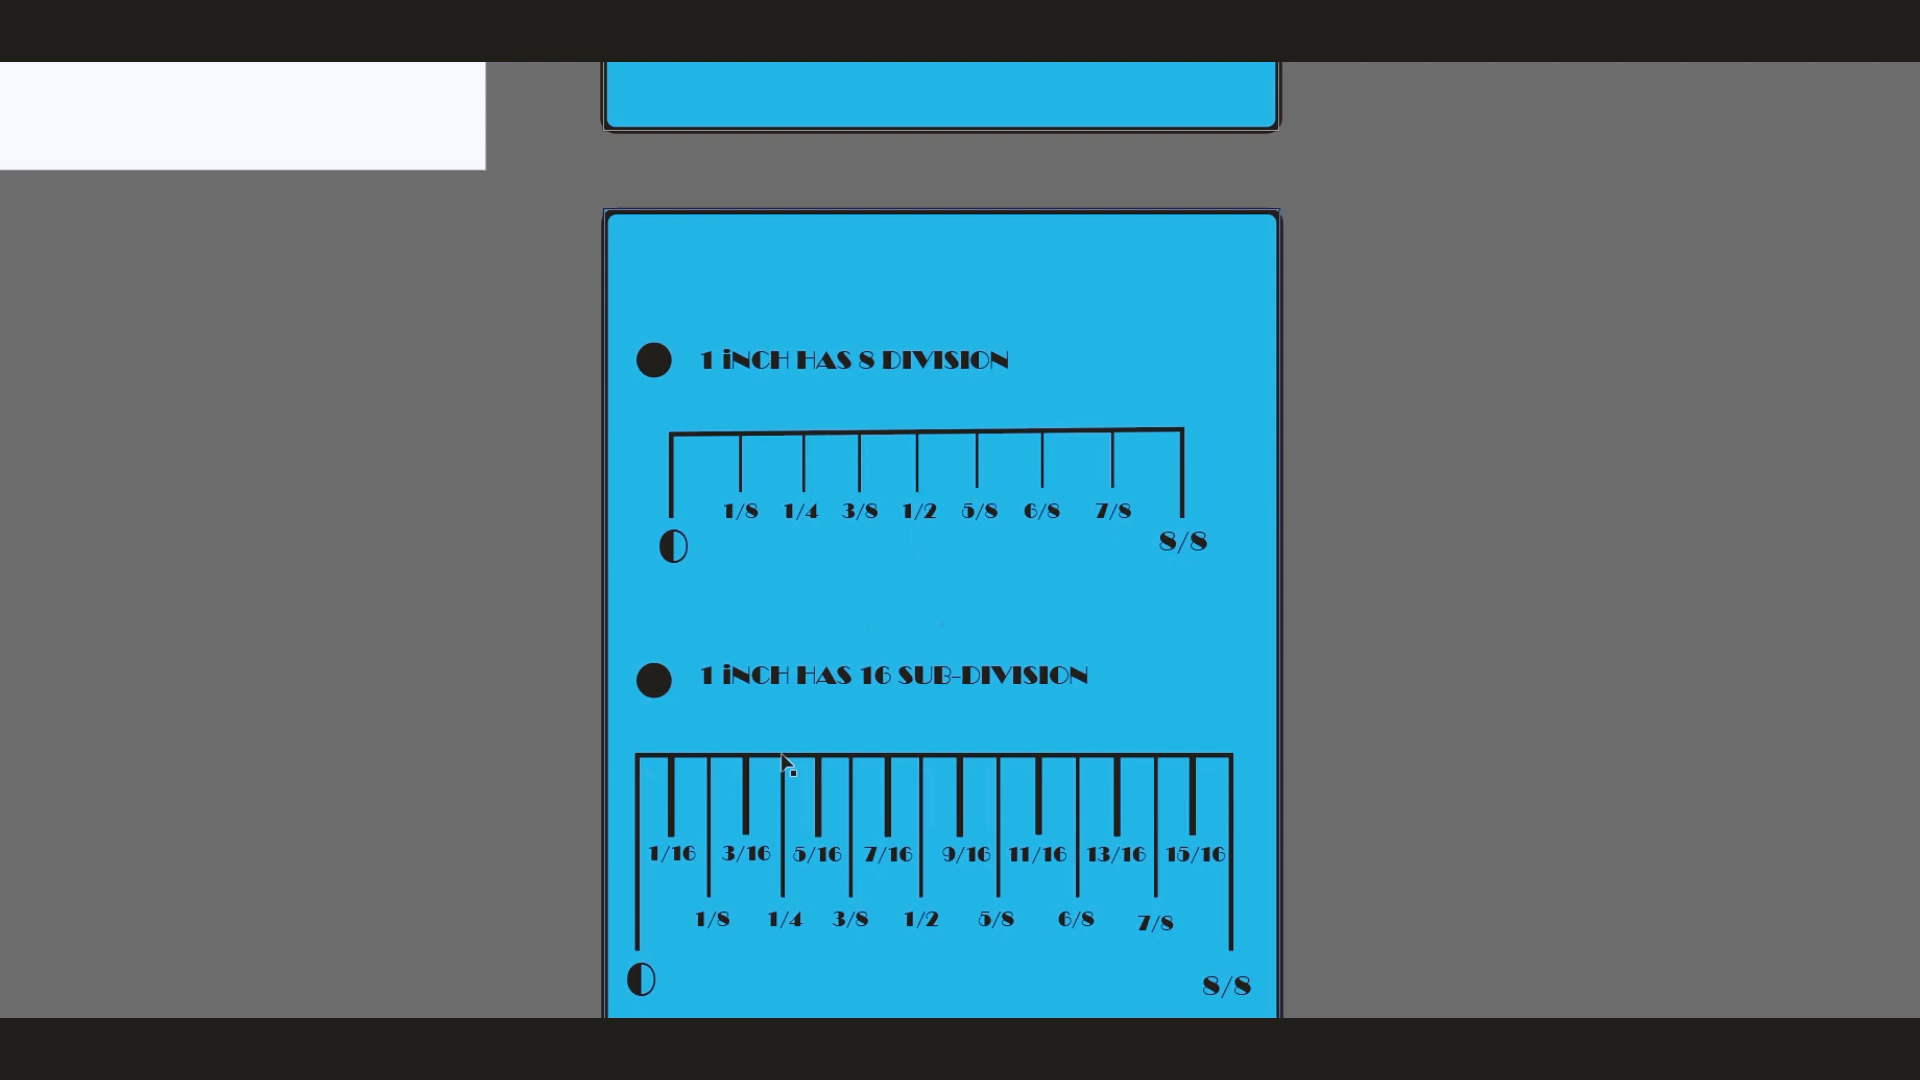 1 iNCH HAS 8 DIVISION
1/8 1/4 3/8 1/2 5/8 6/8 7/8
0 8/8
1 iNCH HAS 16 SUB-DIVISION
1/16 3/16 5/16 7/16 9/16 11/16 13/16 15/16
1/8 1/4 3/8 1/2 5/8 6/8 7/8
0 8/8